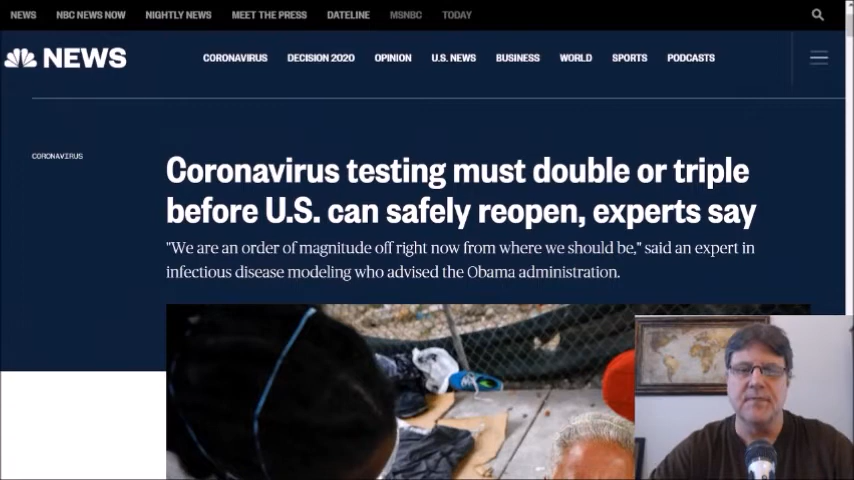 NEWS NBC NEWS NOW NIGHTLY NEWS MEET THE PRESS DATELINE MSNBC TODAY
NEWS CORONAVIRUS DECISION 2020 OPINION U.S. NEWS BUSINESS WORLD SPORTS PODCASTS
CORONAVIRUS
Coronavirus testing must double or triple
before U.S. can safely reopen, experts say
"We are an order of magnitude off right now from where we should be," said an expert in
infectious disease modeling who advised the Obama administration.